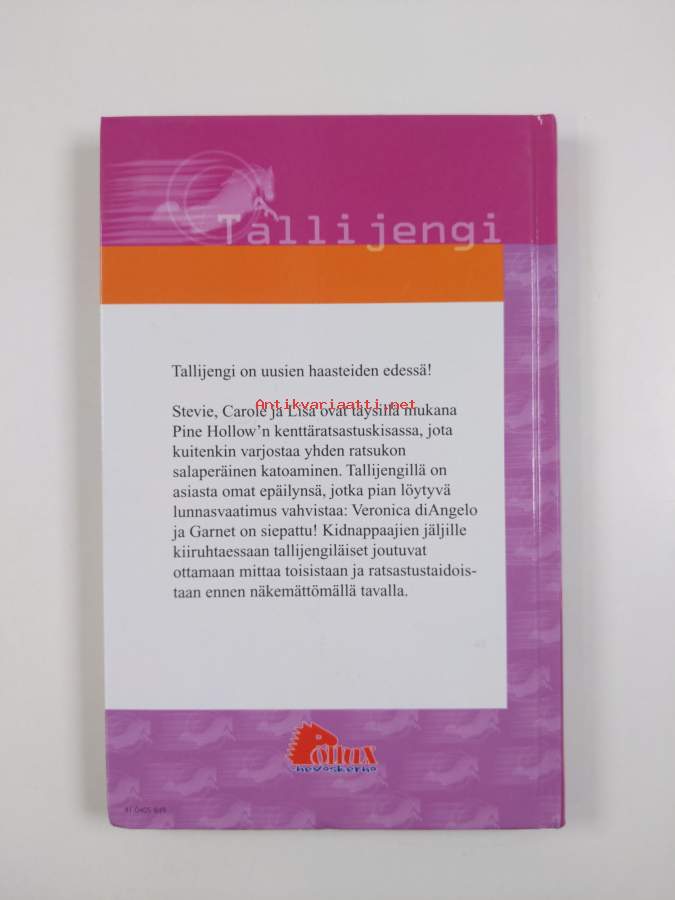 Tallijengi
Tallijengi on uusien haasteiden edessä!
Antikvariaatti.net
Stevie, Carole ja Lisa ovat täysillä mukana
Pine Hollow'n kenttäratsastuskisassa, jota
kuitenkin varjostaa yhden ratsukon
salaperäinen katoaminen. Tallijengillä on
asiasta omat epäilynsä, jotka pian löytyvä
lunnasvaatimus vahvistaa: Veronica diAngelo
ja Garnet on siepattu! Kidnappaajien jäljille
kiiruhtaessaan tallijengiläiset joutuvat
ottamaan mittaa toisistaan ja ratsastustaidois-
taan ennen näkemättömällä tavalla.
Pollux
hevoskerho